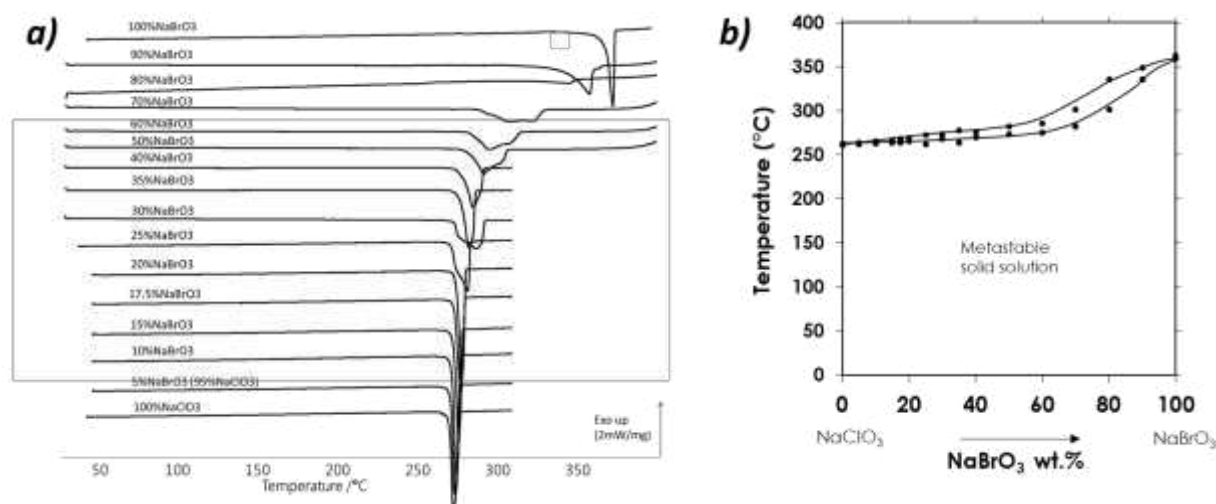 a)
100%NaBrO3
90%NaBrO3
80%NaBrO3
70%NaBrO3
60%NaBrO3
50%NaBrO3
40%NaBrO3
35%NaBrO3
30%NaBrO3
25%NaBrO3
20%NaBrO3
17.5%NaBrO3
15%NaBrO3
10%NaBrO3
5%NaBrO3 (95%NaClO3)
100%NaClO3
Exo up
(2mW/mg)
50 100 150 200 250 300 350
Temperature /°C
b)
400
350
300
250
200
150
100
50
0
Temperature (°C)
Metastable
solid solution
0 20 40 60 80 100
NaClO₃ NaBrO₃
NaBrO₃ wt.%